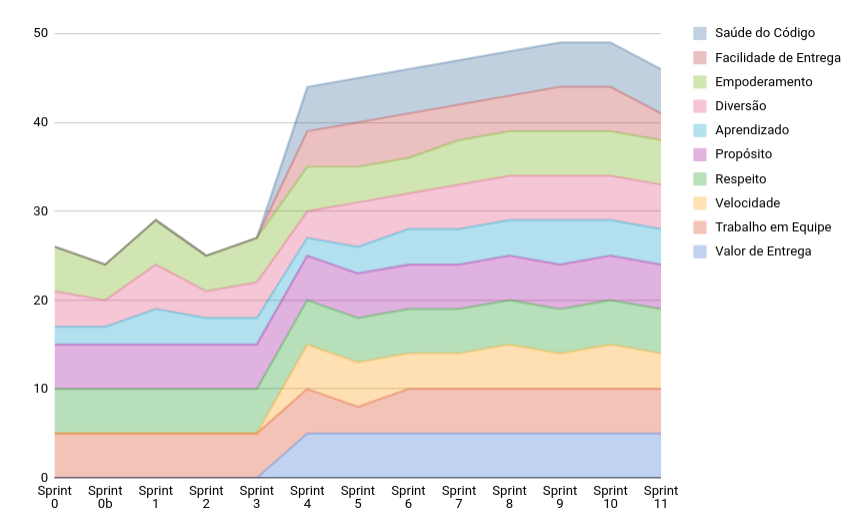 50
40
30
20
10
0
Sprint 0
Sprint 0b
Sprint 1
Sprint 2
Sprint 3
Sprint 4
Sprint 5
Sprint 6
Sprint 7
Sprint 8
Sprint 9
Sprint 10
Sprint 11
Saúde do Código
Facilidade de Entrega
Empoderamento
Diversão
Aprendizado
Propósito
Respeito
Velocidade
Trabalho em Equipe
Valor de Entrega